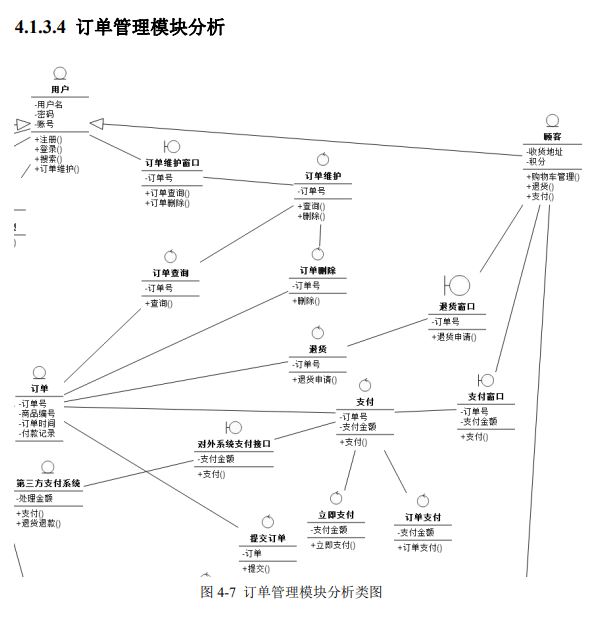 4.1.3.4 订单管理模块分析
用户
-用户名
-密码
-账号
+注册()
+登录()
+搜索()
+订单维护()
)
订单维护窗口
-订单号
+订单查询()
+订单删除()
订单维护
-订单号
+查询()
+删除()
顾客
-收货地址
-积分
+购物车管理()
+退货()
+支付()
订单查询
-订单号
+查询()
订单删除
-订单号
+删除()
退货窗口
-订单号
+退货申请()
退货
-订单号
+退货申请()
订单
-订单号
-商品编号
-订单时间
-付款记录
支付
-订单号
-支付金额
+支付()
支付窗口
-订单号
-支付金额
+支付()
对外系统支付接口
-支付金额
+支付()
第三方支付系统
-处理金额
+支付()
+退货退款()
提交订单
-订单
+提交()
立即支付
-支付金额
+立即支付()
订单支付
-支付金额
+订单支付()
图 4-7 订单管理模块分析类图